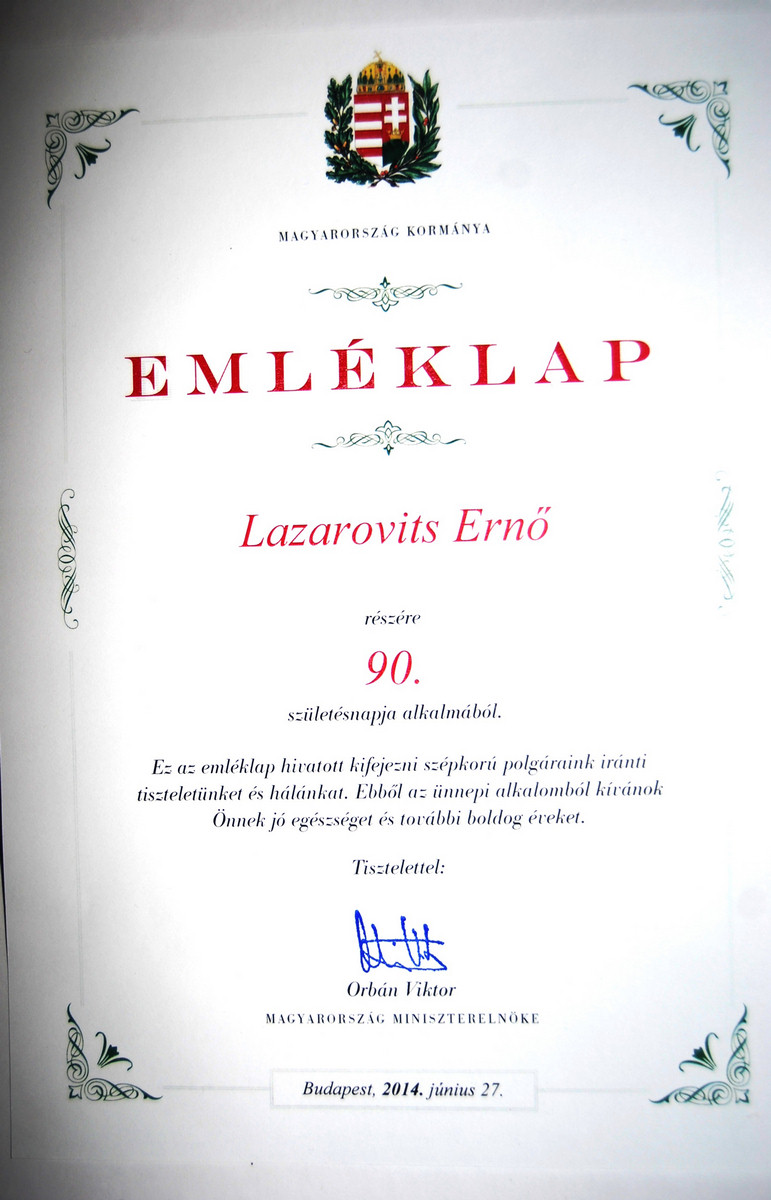 MAGYARORSZÁG KORMÁNYA
EMLÉKLAP
Lazarovits Ernő
részére
90.
születésnapja alkalmából.
Ez az emléklap hivatott kifejezni szépkorú polgáraink iránti
tiszteletünket és hálánkat. Ebből az ünnepi alkalomból kívánok
Önnek jó egészséget és további boldog éveket.
Tisztelettel:
Orbán Viktor
MAGYARORSZÁG MINISZTERELNÖKE
Budapest, 2014. június 27.